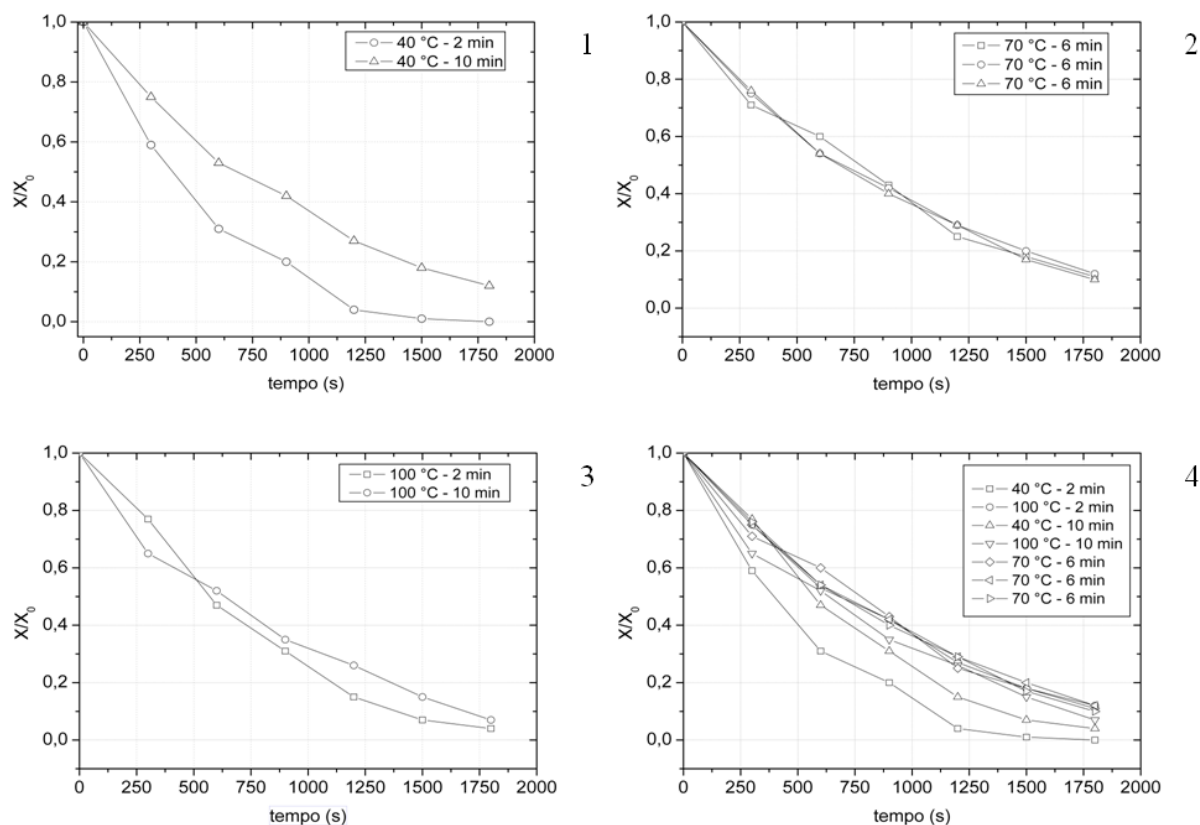 1
40 °C - 2 min
40 °C - 10 min
X/X₀
1,0
0,8
0,6
0,4
0,2
0,0
0 250 500 750 1000 1250 1500 1750 2000
tempo (s)
2
70 °C - 6 min
70 °C - 6 min
70 °C - 6 min
X/X₀
1,0
0,8
0,6
0,4
0,2
0,0
0 250 500 750 1000 1250 1500 1750 2000
tempo (s)
3
100 °C - 2 min
100 °C - 10 min
X/X₀
1,0
0,8
0,6
0,4
0,2
0,0
0 250 500 750 1000 1250 1500 1750 2000
tempo (s)
4
40 °C - 2 min
100 °C - 2 min
40 °C - 10 min
100 °C - 10 min
70 °C - 6 min
70 °C - 6 min
70 °C - 6 min
X/X₀
1,0
0,8
0,6
0,4
0,2
0,0
0 250 500 750 1000 1250 1500 1750 2000
tempo (s)